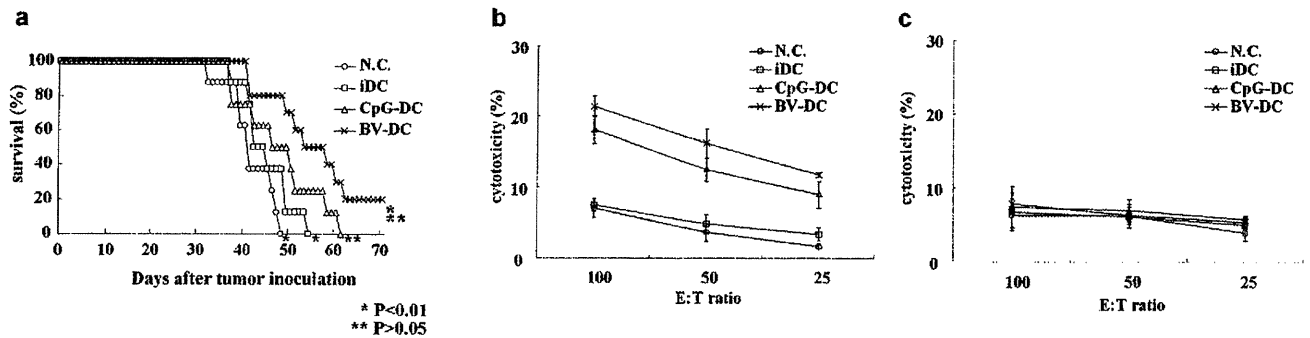 a
survival (%)
100
80
60
40
20
0
0 10 20 30 40 50 60 70
Days after tumor inoculation
N.C.
iDC
CpG-DC
BV-DC
*
**
* * **
* P<0.01
** P>0.05
b
cytotoxicity (%)
30
20
10
0
100 50 25
E:T ratio
N.C.
iDC
CpG-DC
BV-DC
c
cytotoxicity (%)
30
20
10
0
100 50 25
E:T ratio
N.C.
iDC
CpG-DC
BV-DC